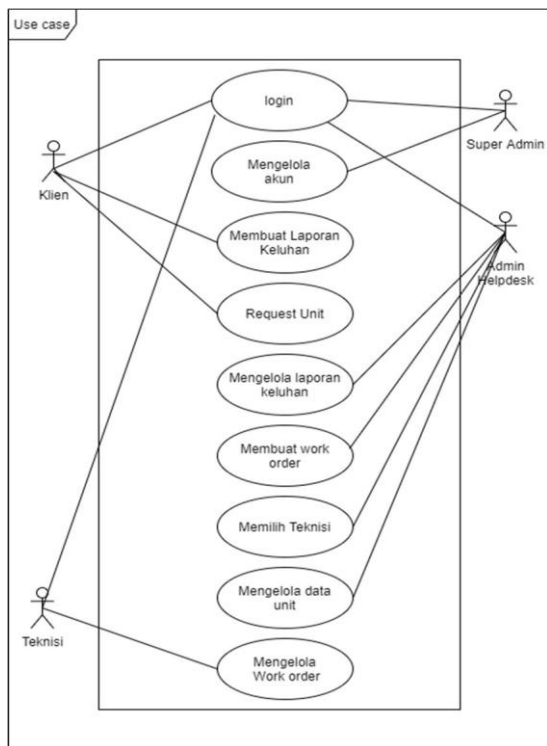 Use case
login
Super Admin
Klien
Mengelola
akun
Membuat Laporan
Keluhan
Admin
Helpdesk
Request Unit
Mengelola laporan
keluhan
Membuat work
order
Memilih Teknisi
Mengelola data
unit
Teknisi
Mengelola
Work order